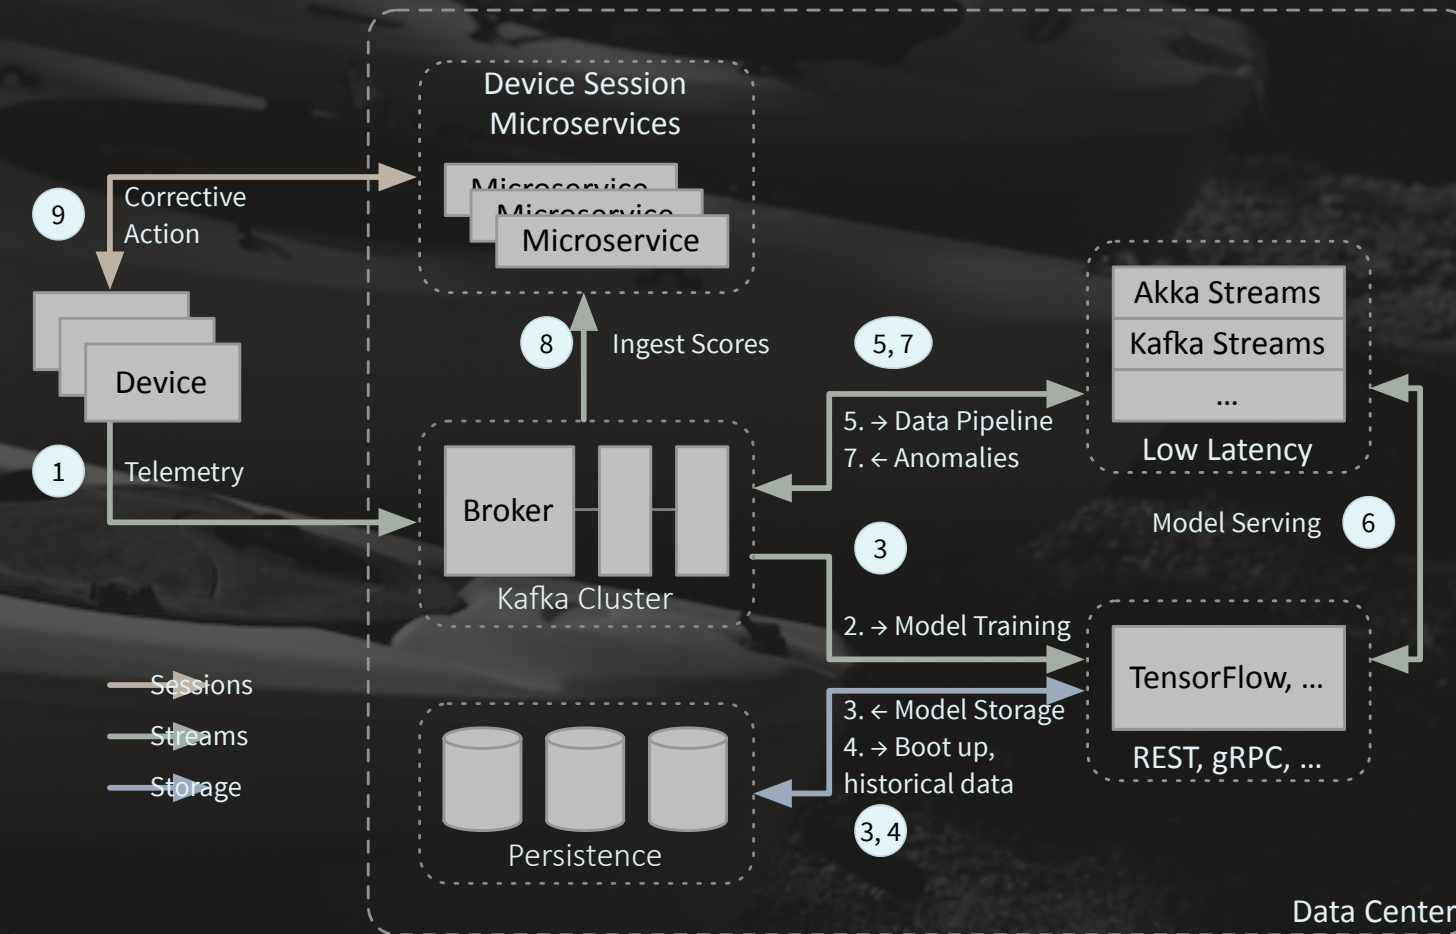 Device Session
Microservices
Microservice
Microservice
Microservice
9
Corrective
Action
Device
1
Telemetry
8
Ingest Scores
5, 7
5. → Data Pipeline
7. ← Anomalies
Akka Streams
Kafka Streams
...
Low Latency
Broker
Kafka Cluster
3
Model Serving
6
2. → Model Training
TensorFlow, ...
REST, gRPC, ...
3. ← Model Storage
4. → Boot up,
historical data
3, 4
Sessions
Streams
Storage
Persistence
Data Center